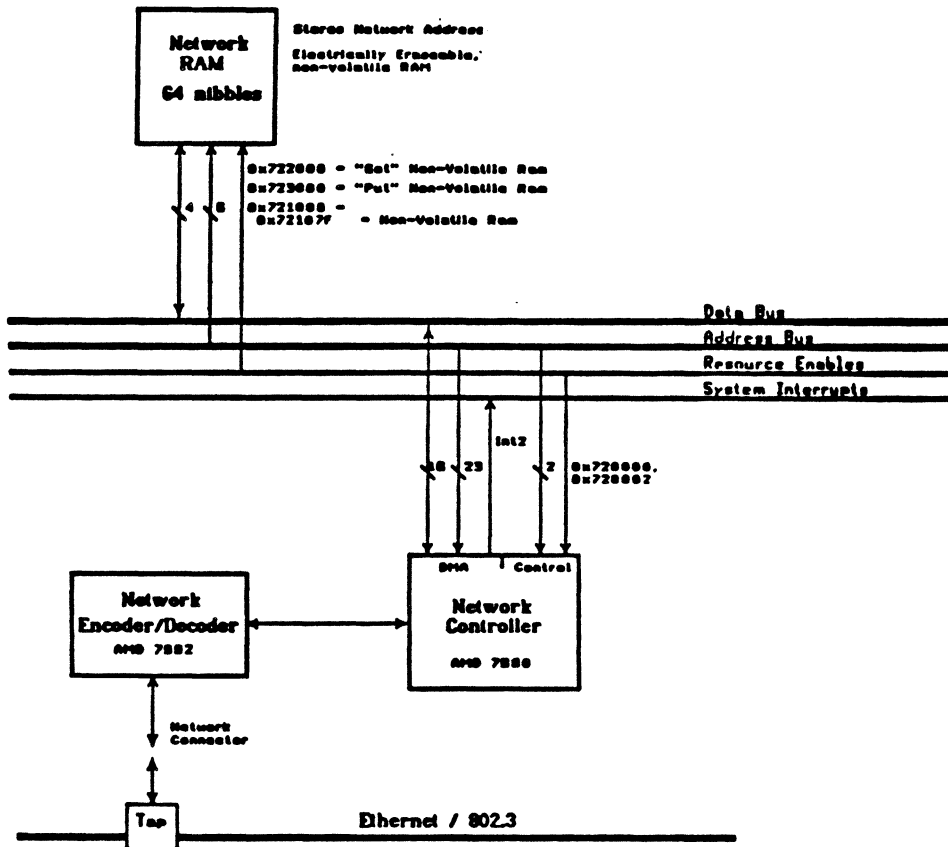 Network
RAM
64 nibbles
Stores Network Address
Electrically Eraseable,
non-volatile RAM
0x722000 - "Get" Non-Volatile Ram
0x723000 - "Put" Non-Volatile Ram
0x721000 -
0x72107F - Non-Volatile Ram
4
6
Data Bus
Address Bus
Resource Enables
System Interrupts
Int2
16
23
2
0x720000,
0x720002
DMA
Control
Network
Controller
AMD 7990
Network
Encoder/Decoder
AMD 7992
Network
Connector
Tap
Ethernet / 802.3